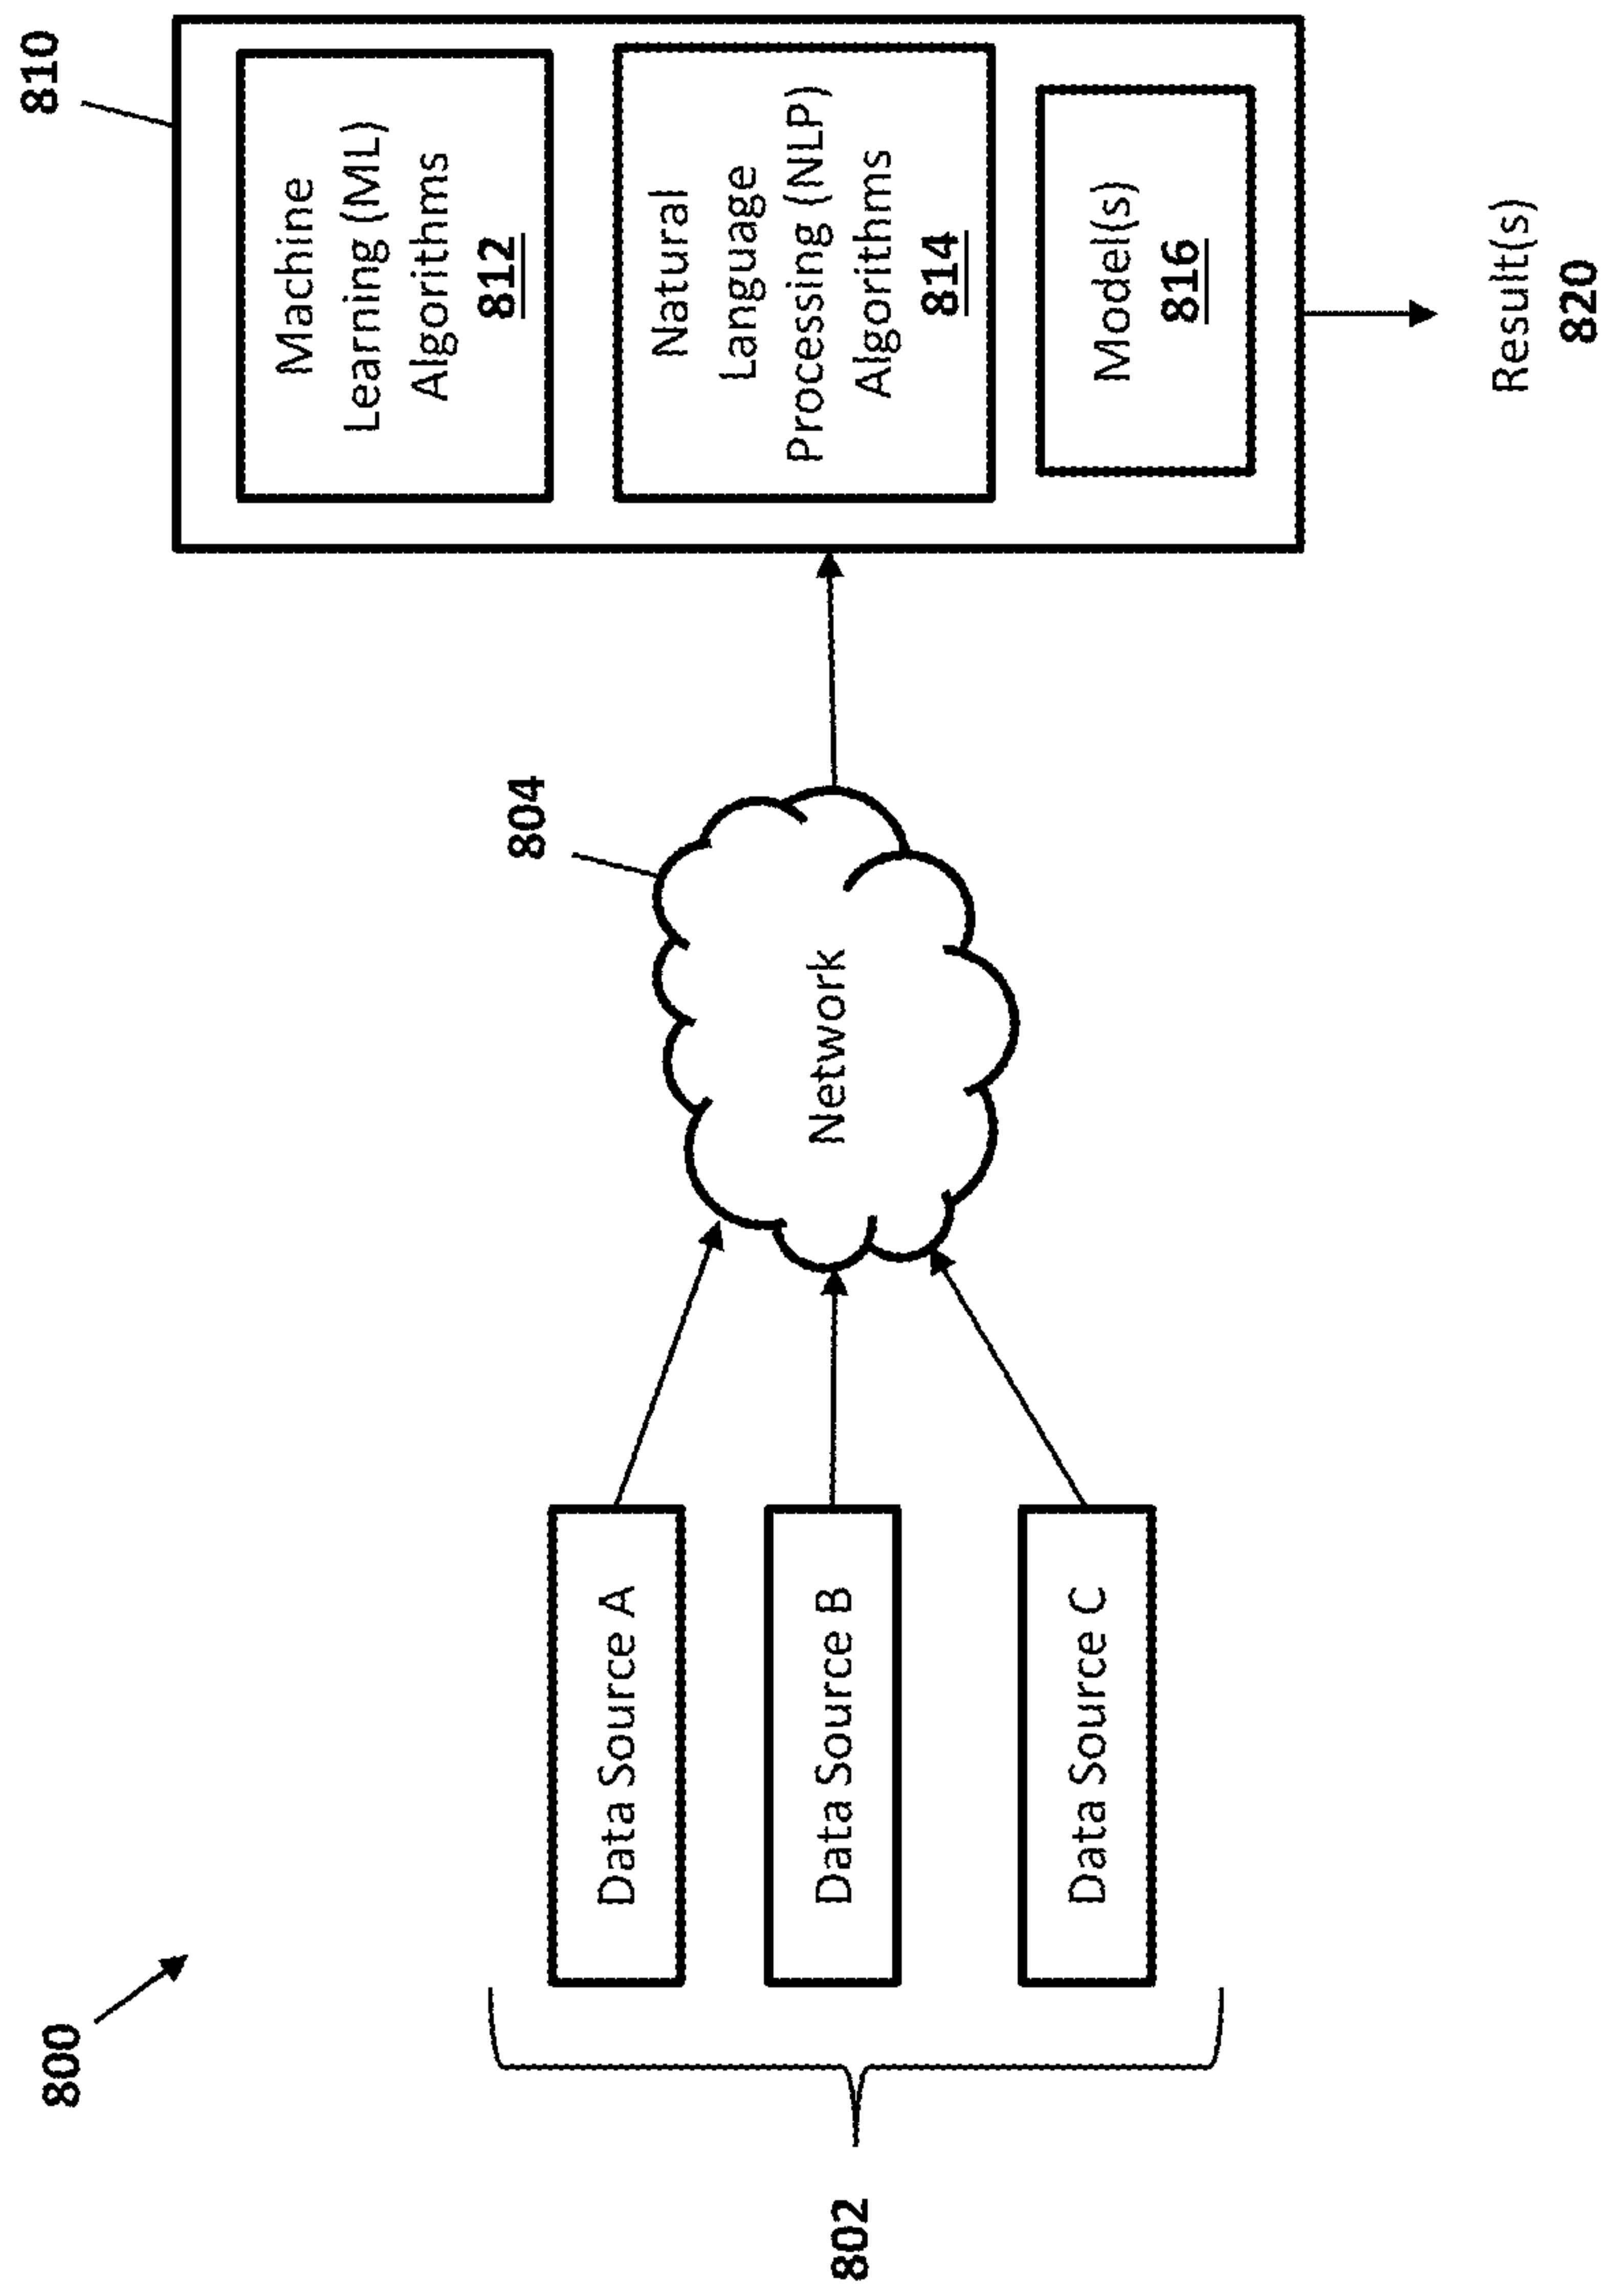 800
802
Data Source A
Data Source B
Data Source C
804
Network
810
Machine
Learning (ML)
Algorithms
812
Natural
Language
Processing (NLP)
Algorithms
814
Model(s)
816
Result(s)
820